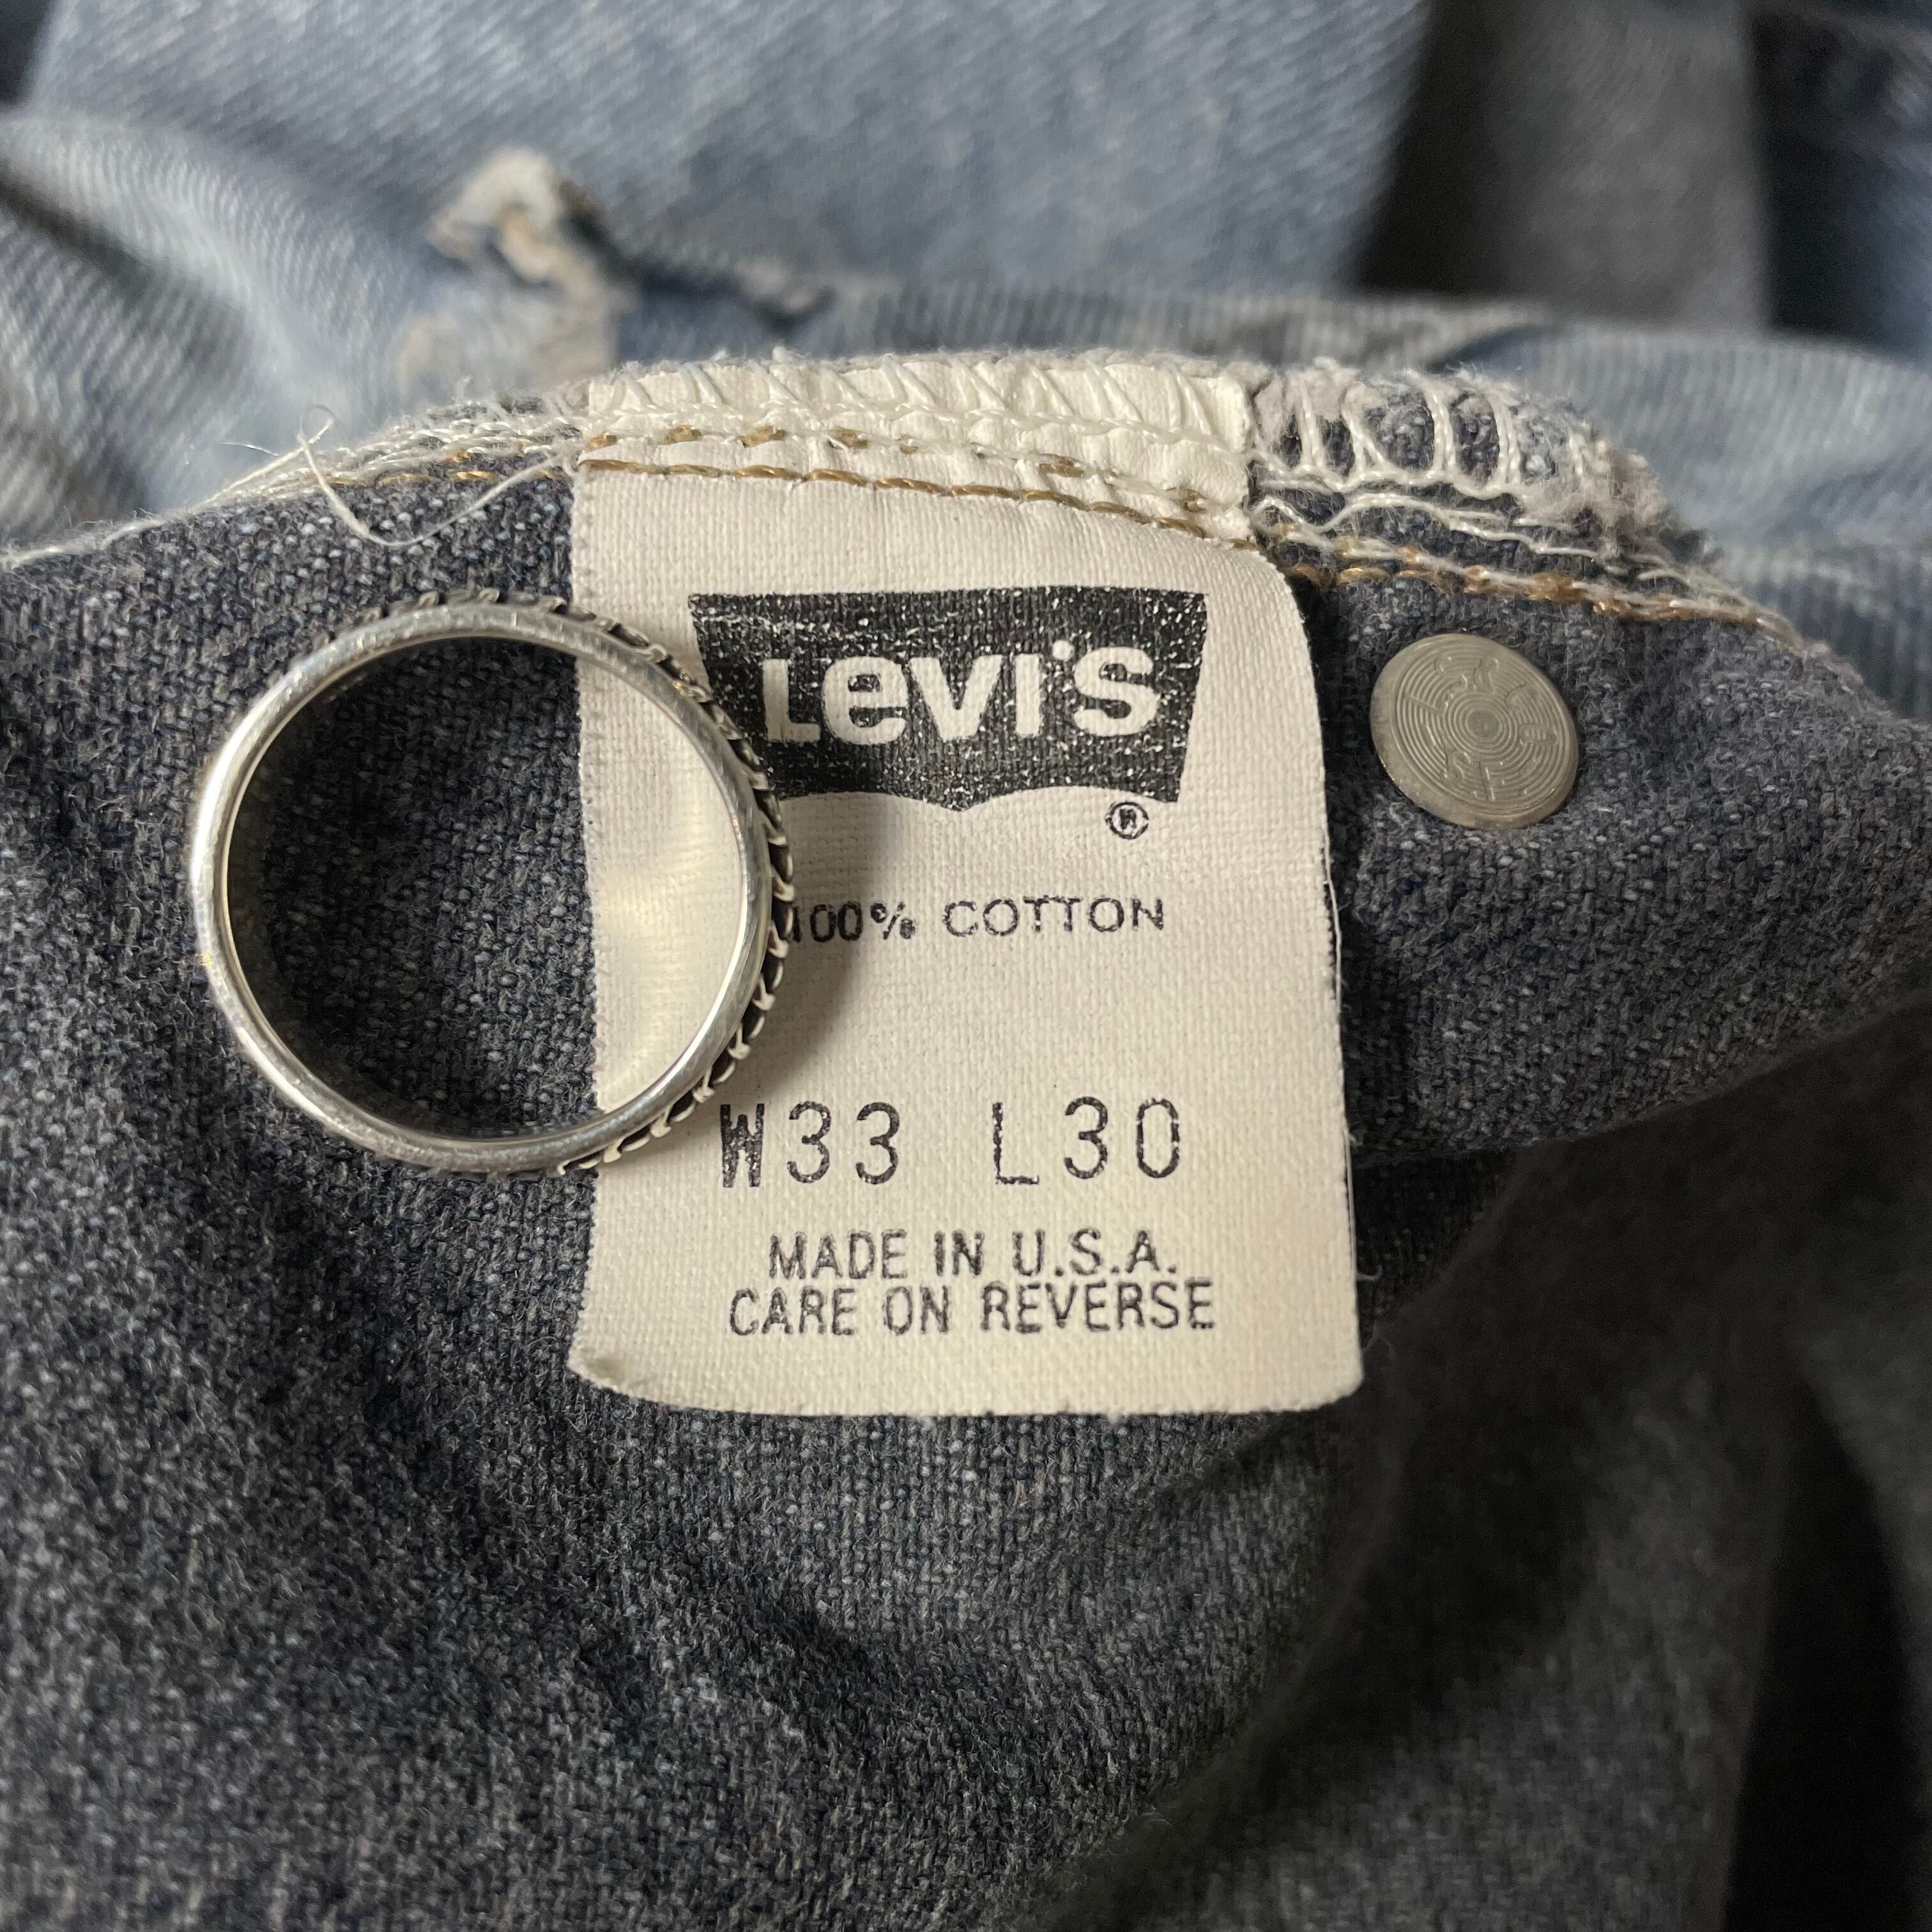 Levi's
®
100% COTTON
W33 L30
MADE IN U.S.A.
CARE ON REVERSE